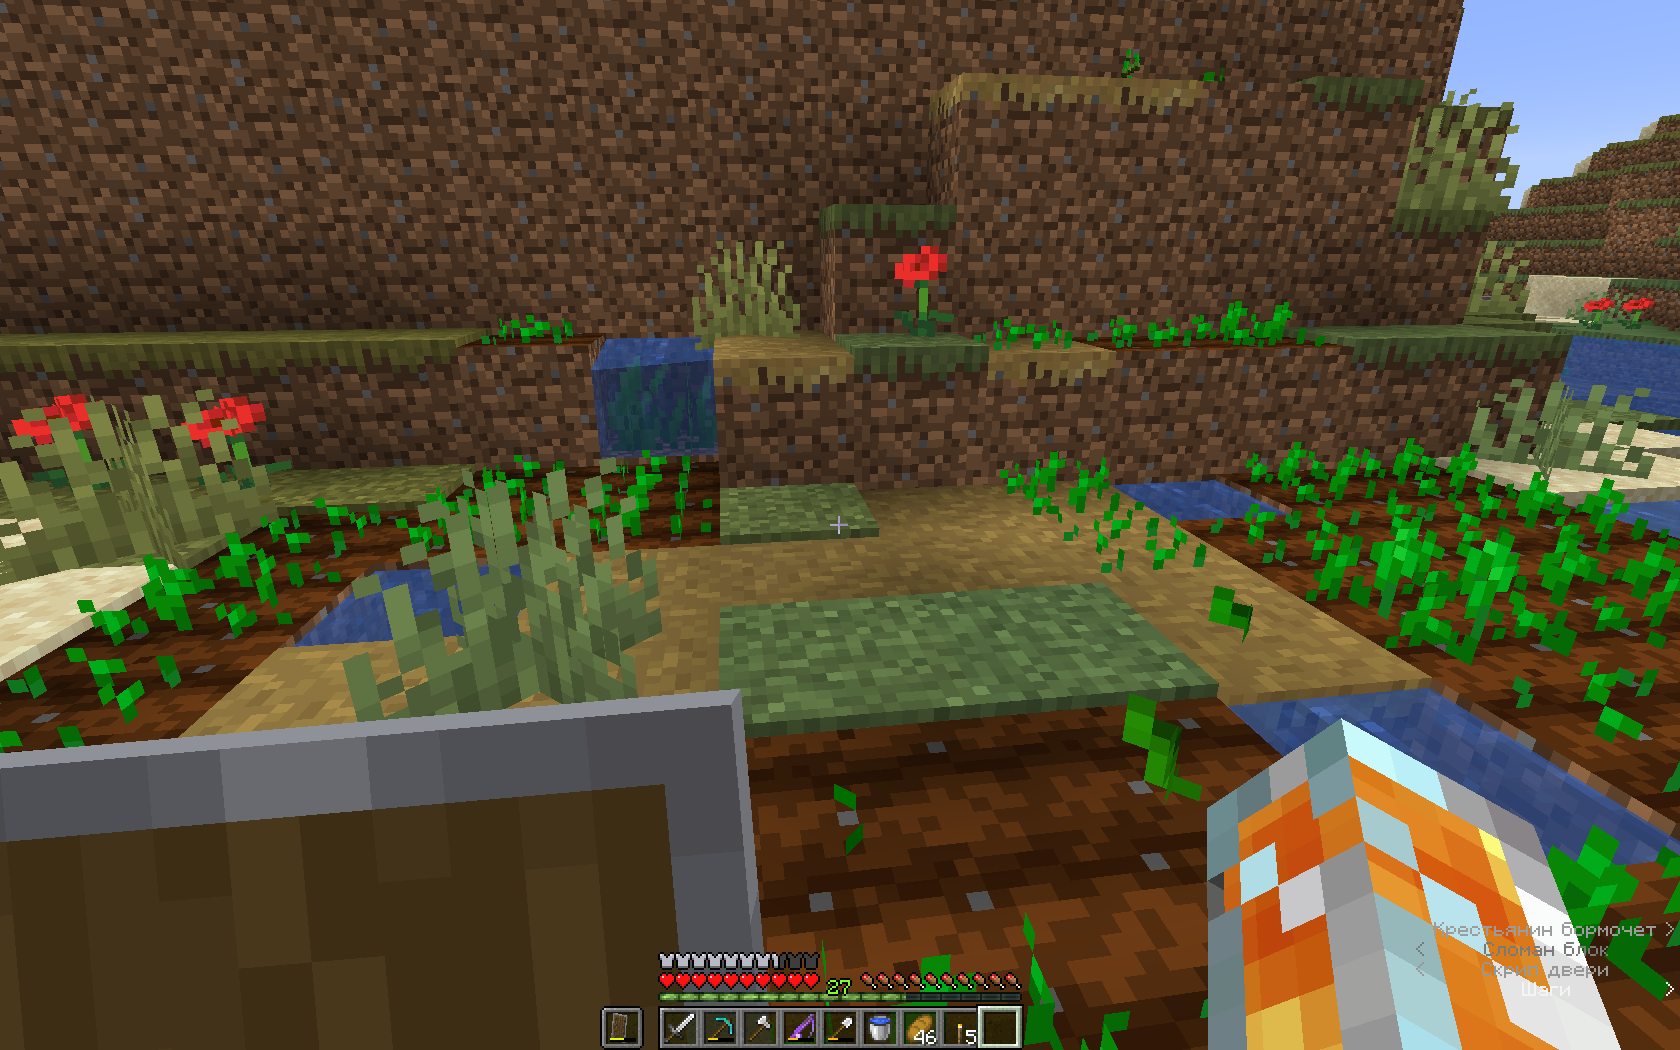 Крестьянин бормочет >
< Сломан блок
< Скрип двери
Шаги >
27
46
5